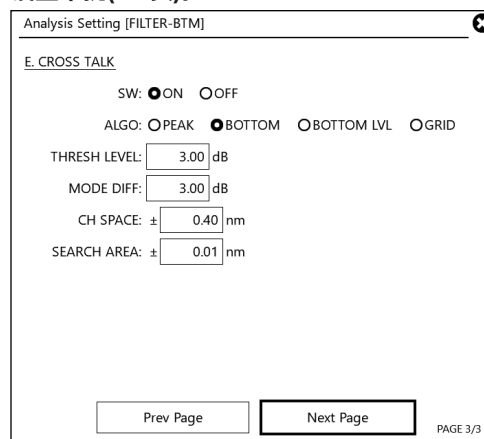 Analysis Setting [FILTER-BTM]
E. CROSS TALK
SW: ON OFF
ALGO: PEAK BOTTOM BOTTOM LVL GRID
THRESH LEVEL: 3.00 dB
MODE DIFF: 3.00 dB
CH SPACE: ± 0.40 nm
SEARCH AREA: ± 0.01 nm
Prev Page Next Page PAGE 3/3